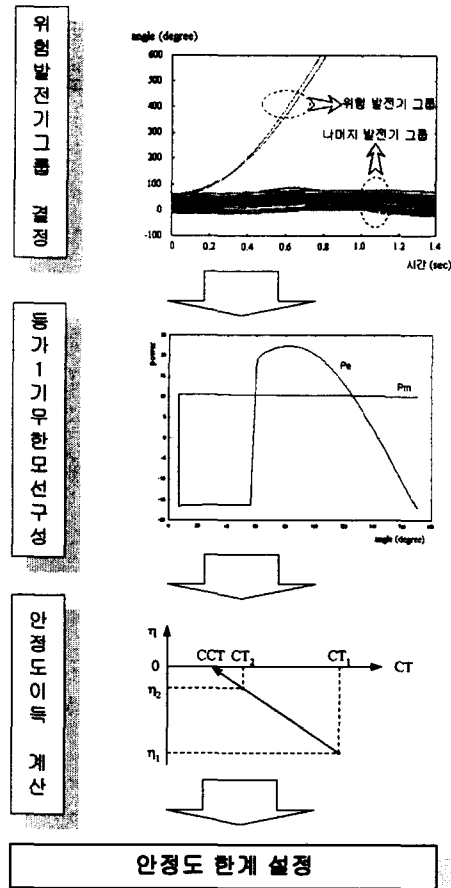 위험발전기그룹 결정
angle (degree)
600
500
400
300
200
100
0
-100
0.0
0.2
0.4
0.6
0.8
1.0
1.2
1.4
시간 (sec)
위험 발전기 그룹
나머지 발전기 그룹
등가1기무한모선구성
power
Pe
Pm
angle (degree)
안정도이득 계산
η
0
CCT
CT₂
CT₁
CT
η₂
η₁
안정도 한계 설정